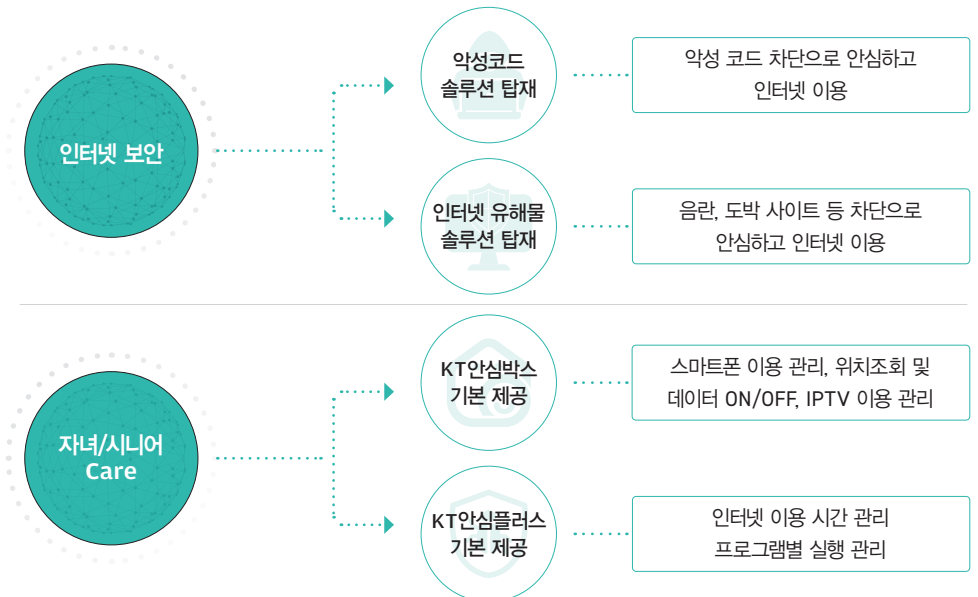 인터넷 보안
악성코드
솔루션 탑재
악성 코드 차단으로 안심하고
인터넷 이용
인터넷 유해물
솔루션 탑재
음란, 도박 사이트 등 차단으로
안심하고 인터넷 이용
자녀/시니어
Care
KT안심박스
기본 제공
스마트폰 이용 관리, 위치조회 및
데이터 ON/OFF, IPTV 이용 관리
KT안심플러스
기본 제공
인터넷 이용 시간 관리
프로그램별 실행 관리